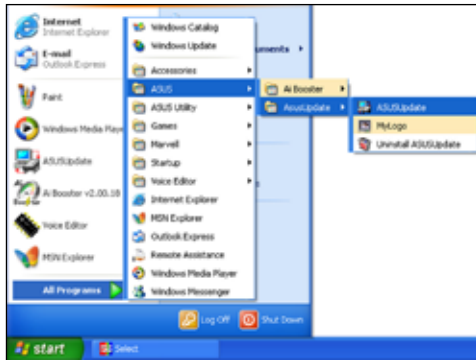 Internet
Internet Explorer
E-mail
Outlook Express
Paint
Windows Media Play
ASUSUpdate
Ai Booster v2.00.18
Voice Editor
MSN Explorer
All Programs
Windows Catalog
Windows Update
Accessories
ASUS
ASUS Utility
Games
Marvell
Startup
Voice Editor
Internet Explorer
MSN Explorer
Outlook Express
Remote Assistance
Windows Media Player
Windows Messenger
uments
Ai Booster
AsusUpdate
ASUSUpdate
MyLogo
Uninstall ASUSUpdate
Log Off
Shut Down
start
Select